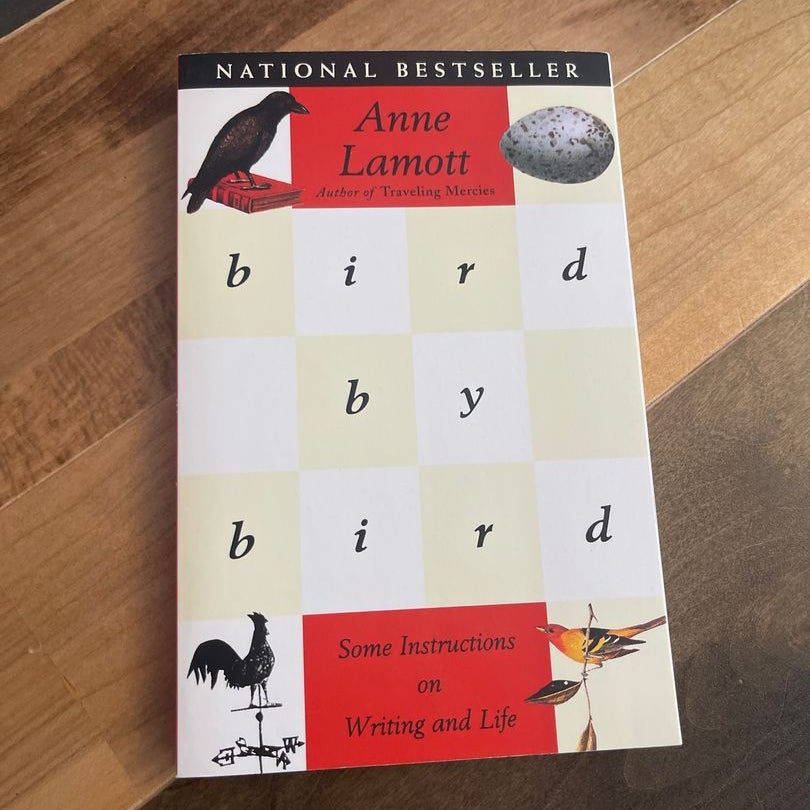 NATIONAL BESTSELLER
Anne
Lamott
Author of Traveling Mercies
b i r d
b y
b i r d
Some Instructions
on
Writing and Life
W